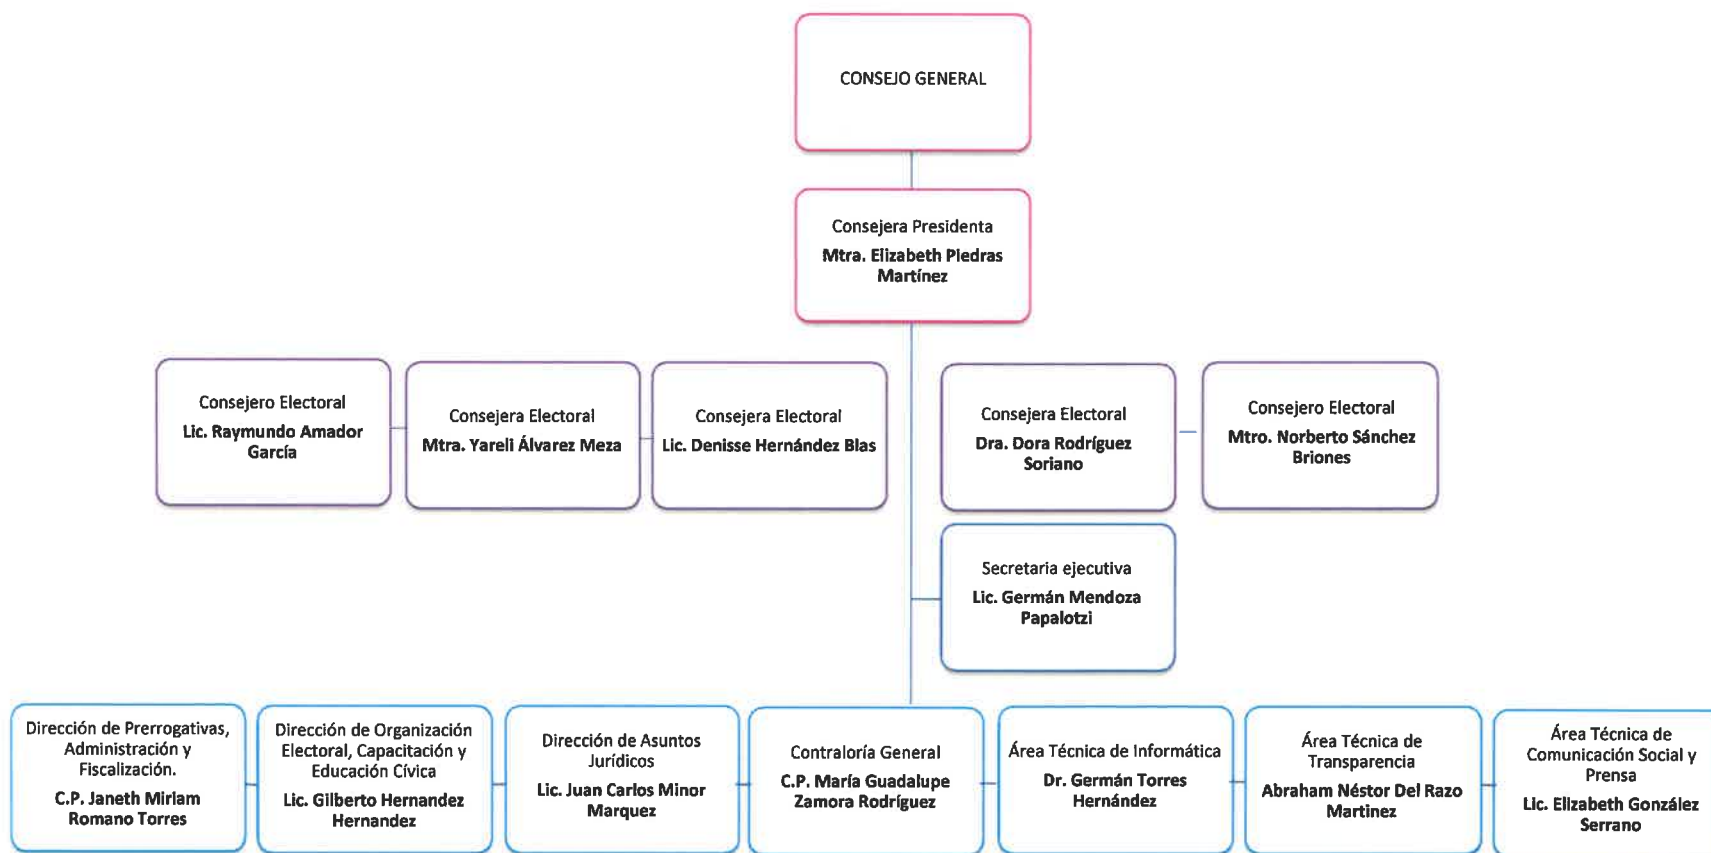 CONSEJO GENERAL
Consejera Presidenta
Mtra. Elizabeth Piedras
Martínez
Consejero Electoral
Lic. Raymundo Amador
García
Consejera Electoral
Mtra. Yareli Álvarez Meza
Consejera Electoral
Lic. Denisse Hernández Blas
Consejera Electoral
Dra. Dora Rodríguez
Soriano
Consejero Electoral
Mtro. Norberto Sánchez
Briones
Secretaria ejecutiva
Lic. Germán Mendoza
Papalotzi
Dirección de Prerrogativas,
Administración y
Fiscalización.
C.P. Janeth Miriam
Romano Torres
Dirección de Organización
Electoral, Capacitación y
Educación Cívica
Lic. Gilberto Hernandez
Hernandez
Dirección de Asuntos
Jurídicos
Lic. Juan Carlos Minor
Marquez
Contraloría General
C.P. María Guadalupe
Zamora Rodríguez
Área Técnica de Informática
Dr. Germán Torres
Hernández
Área Técnica de
Transparencia
Abraham Néstor Del Razo
Martinez
Área Técnica de
Comunicación Social y
Prensa
Lic. Elizabeth González
Serrano